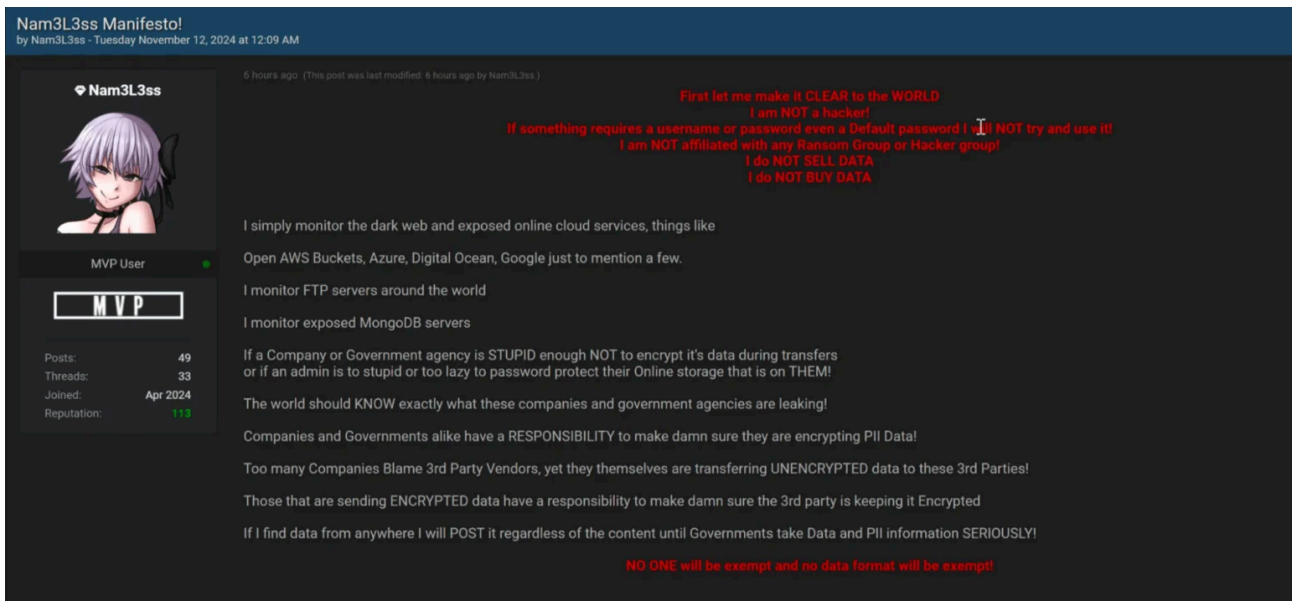 Nam3L3ss Manifesto!
by Nam3L3ss - Tuesday November 12, 2024 at 12:09 AM
Nam3L3ss
MVP User
MVP
Posts: 49
Threads: 33
Joined: Apr 2024
Reputation: 113
6 hours ago (This post was last modified: 6 hours ago by Nam3L3ss.)
First let me make it CLEAR to the WORLD
I am NOT a hacker!
If something requires a username or password even a Default password I will NOT try and use it!
I am NOT affiliated with any Ransom Group or Hacker group!
I do NOT SELL DATA
I do NOT BUY DATA
I simply monitor the dark web and exposed online cloud services, things like
Open AWS Buckets, Azure, Digital Ocean, Google just to mention a few.
I monitor FTP servers around the world
I monitor exposed MongoDB servers
If a Company or Government agency is STUPID enough NOT to encrypt it's data during transfers
or if an admin is to stupid or too lazy to password protect their Online storage that is on THEM!
The world should KNOW exactly what these companies and government agencies are leaking!
Companies and Governments alike have a RESPONSIBILITY to make damn sure they are encrypting PII Data!
Too many Companies Blame 3rd Party Vendors, yet they themselves are transferring UNENCRYPTED data to these 3rd Parties!
Those that are sending ENCRYPTED data have a responsibility to make damn sure the 3rd party is keeping it Encrypted
If I find data from anywhere I will POST it regardless of the content until Governments take Data and PII information SERIOUSLY!
NO ONE will be exempt and no data format will be exempt!